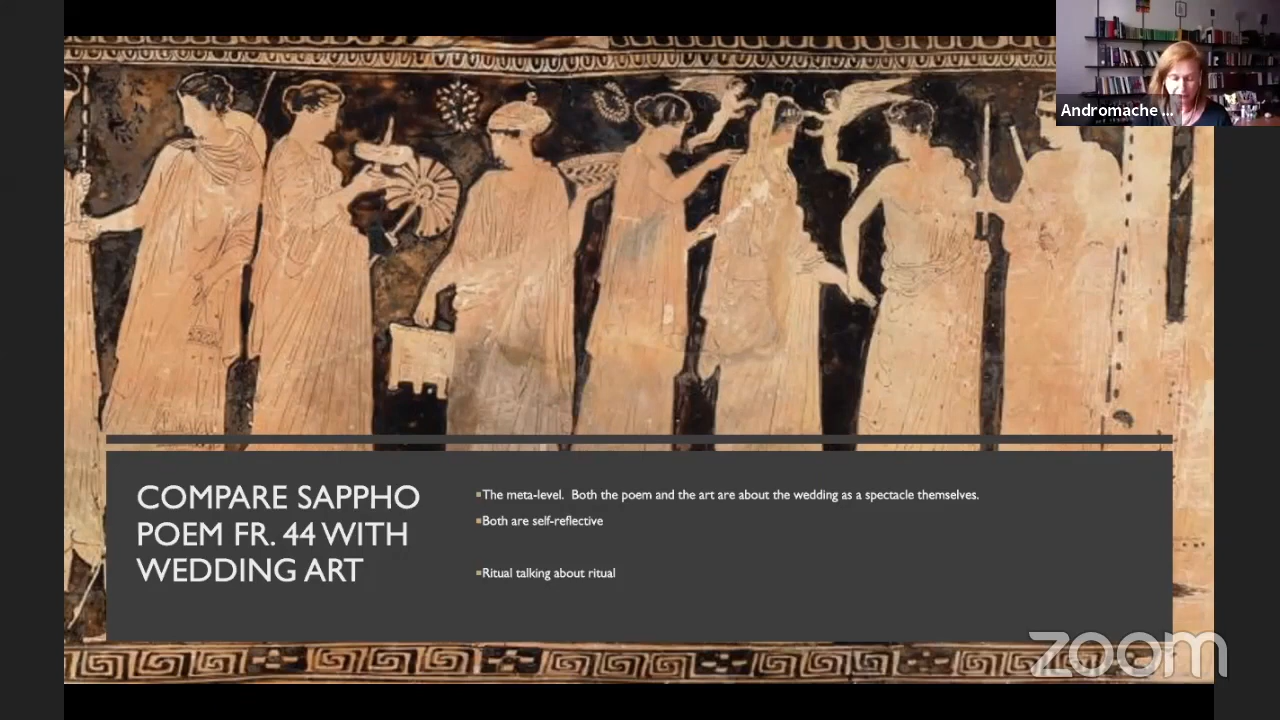 Andromache ...
COMPARE SAPPHO
POEM FR. 44 WITH
WEDDING ART
The meta-level. Both the poem and the art are about the wedding as a spectacle themselves.
Both are self-reflective
Ritual talking about ritual
zoom